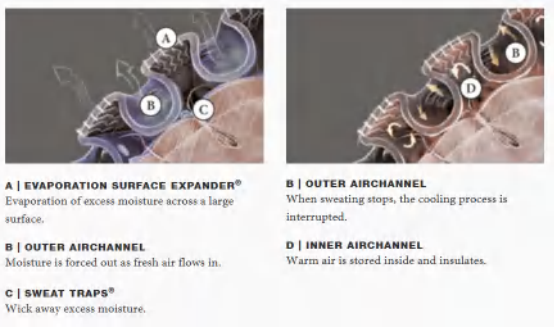 A
B
C
B
D
A | EVAPORATION SURFACE EXPANDER®
Evaporation of excess moisture across a large
surface.
B | OUTER AIRCHANNEL
Moisture is forced out as fresh air flows in.
C | SWEAT TRAPS®
Wick away excess moisture.
B | OUTER AIRCHANNEL
When sweating stops, the cooling process is
interrupted.
D | INNER AIRCHANNEL
Warm air is stored inside and insulates.